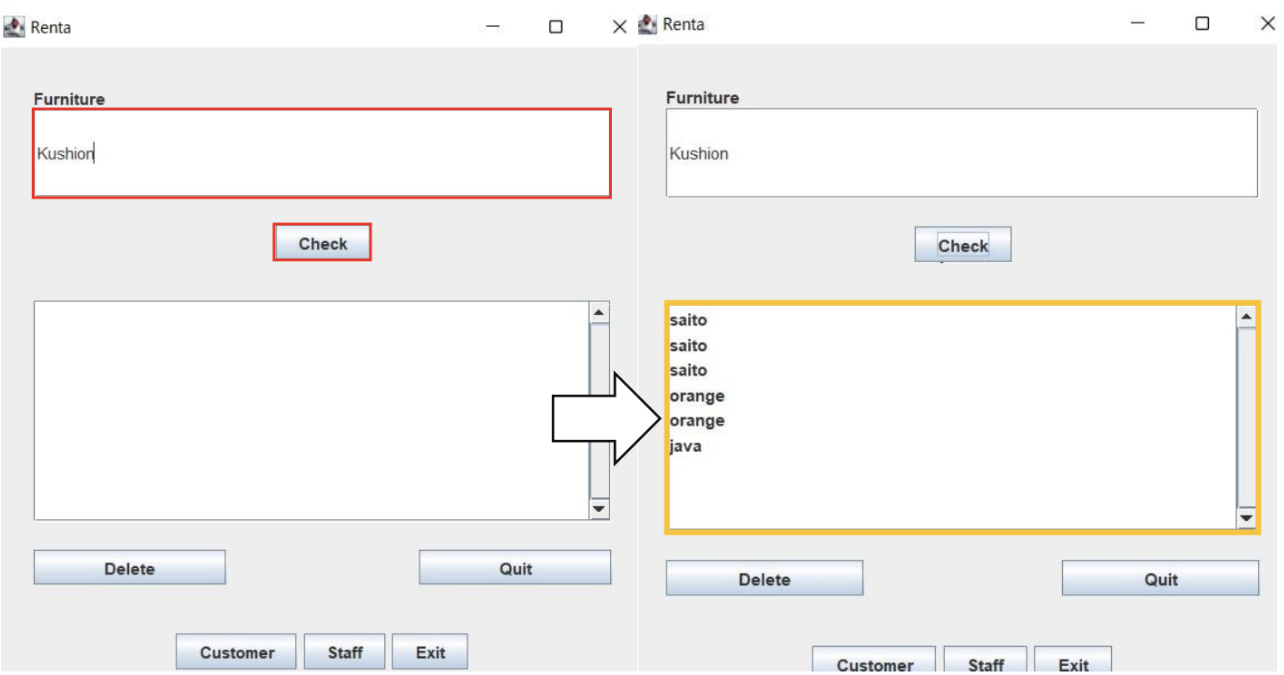 Renta
Furniture
Kushion
Check
Delete
Quit
Customer
Staff
Exit
Renta
Furniture
Kushion
Check
saito
saito
saito
orange
orange
java
Delete
Quit
Customer
Staff
Exit